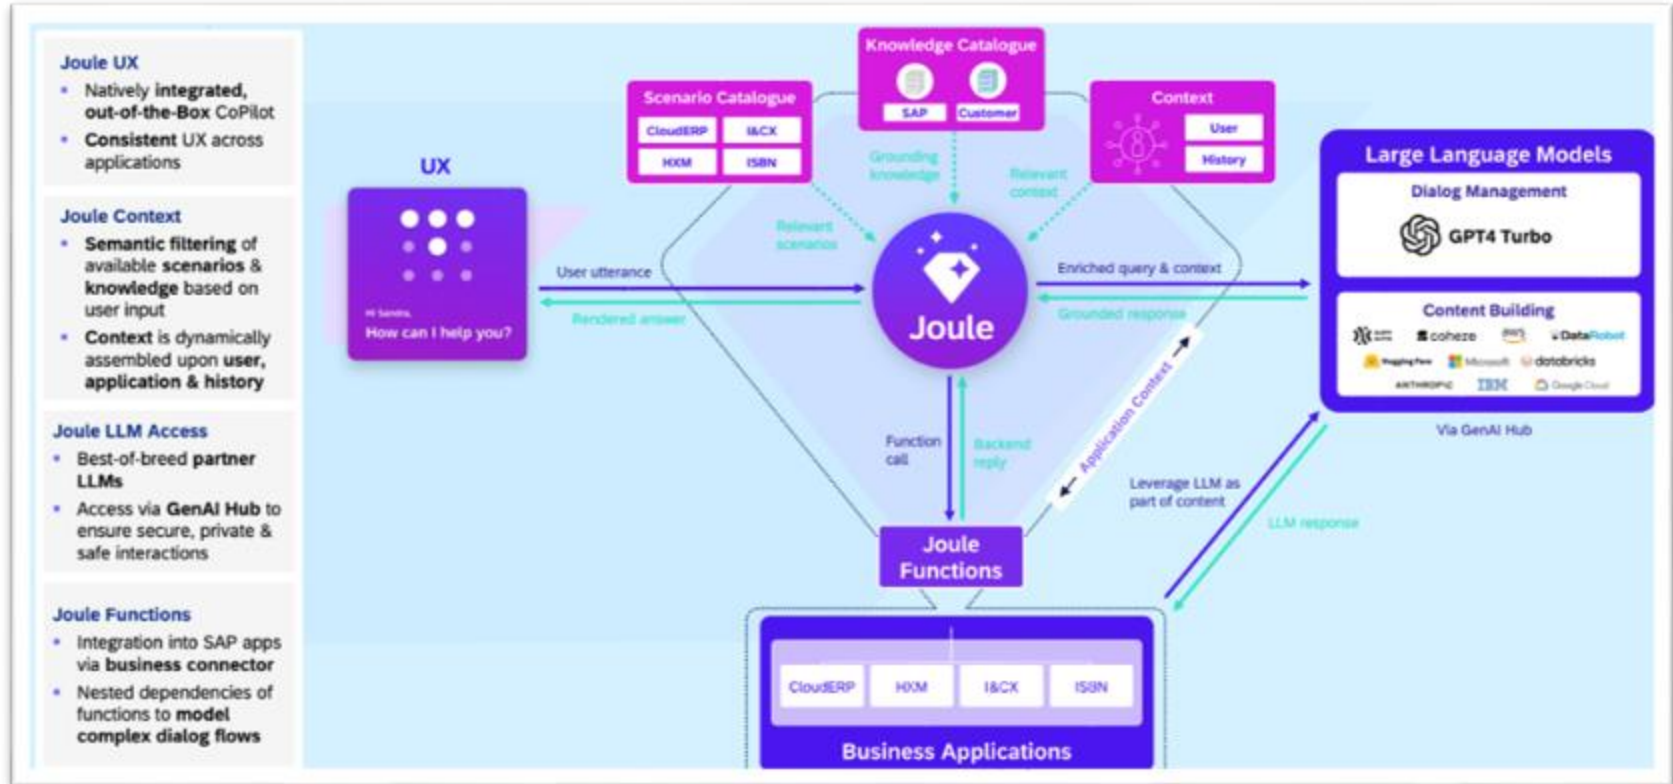 Joule UX
• Natively integrated,
out-of-the-Box CoPilot
• Consistent UX across
applications
Joule Context
• Semantic filtering of
available scenarios &
knowledge based on
user input
• Context is dynamically
assembled upon user,
application & history
Joule LLM Access
• Best-of-breed partner
LLMs
• Access via GenAI Hub to
ensure secure, private &
safe interactions
Joule Functions
• Integration into SAP apps
via business connector
• Nested dependencies of
functions to model
complex dialog flows
UX
Hi Sandra,
How can I help you?
User utterance
Rendered answer
Scenario Catalogue
CloudERP I&CX
HXM ISBN
Relevant
scenarios
Knowledge Catalogue
SAP Customer
Grounding
knowledge
Context
User
History
Relevant
context
Joule
Enriched query & context
Grounded response
Function
call
Backend
reply
Application Context
Joule
Functions
CloudERP HXM I&CX ISBN
Business Applications
Large Language Models
Dialog Management
GPT4 Turbo
Content Building
cohere aws DataRobot
Hugging Face Microsoft databricks
ANTHROPIC IBM Google Cloud
Via GenAI Hub
Leverage LLM as
part of content
LLM response